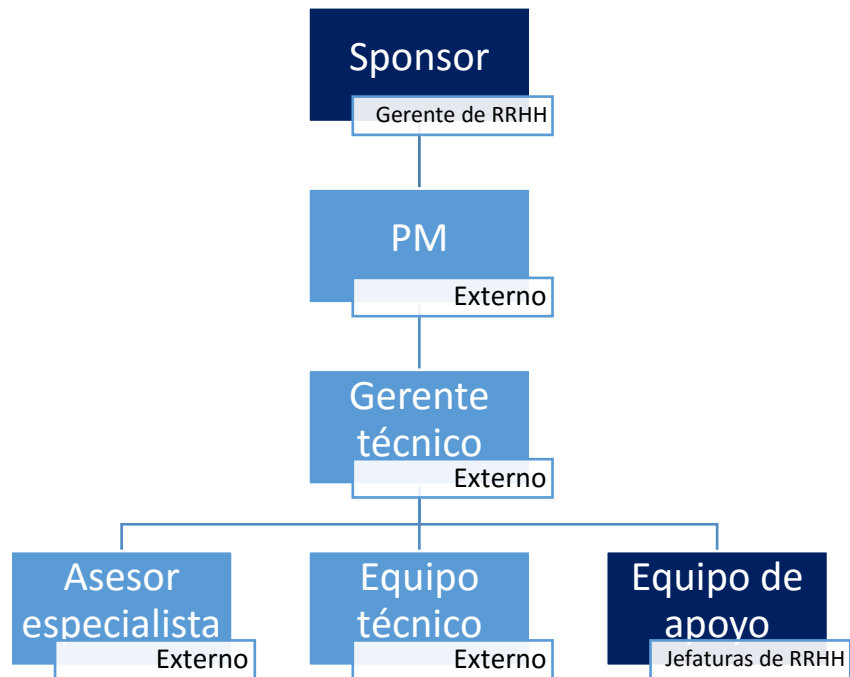 Sponsor
Gerente de RRHH
PM
Externo
Gerente
técnico
Externo
Asesor
especialista
Externo
Equipo
técnico
Externo
Equipo de
apoyo
Jefaturas de RRHH